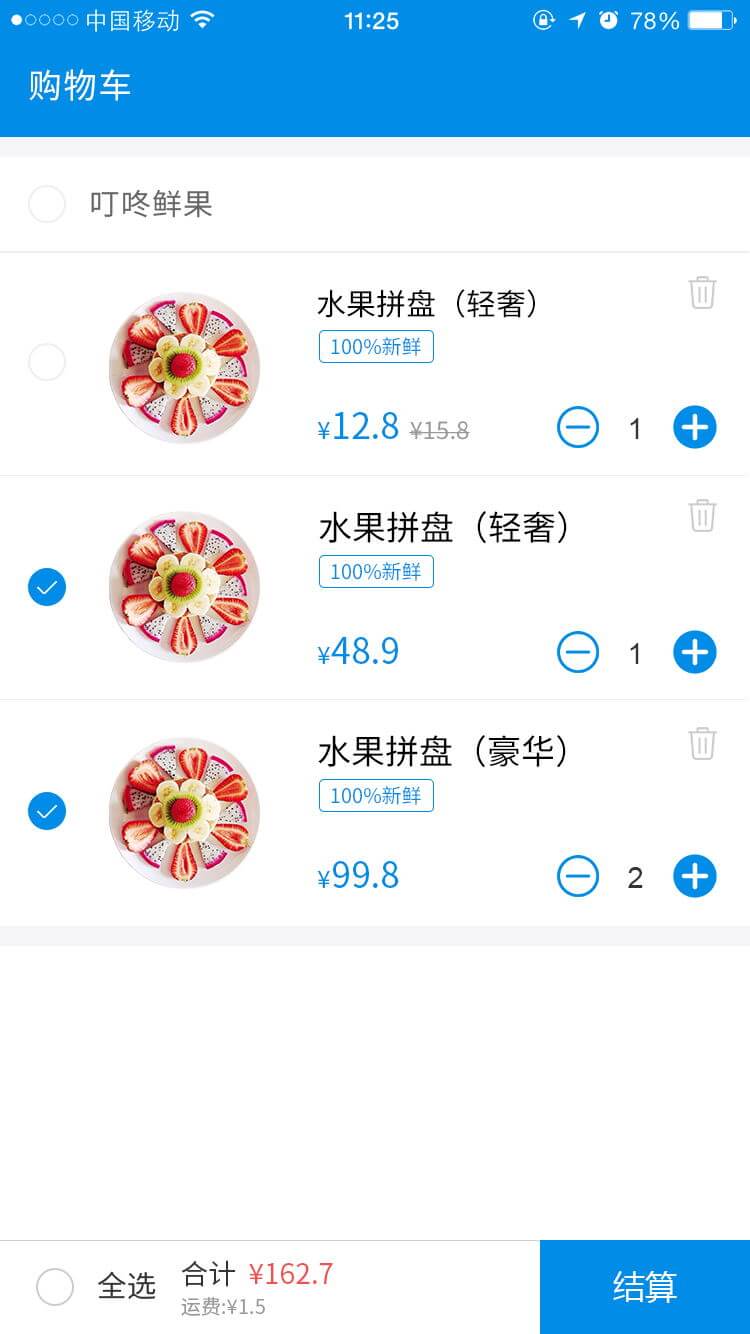 中国移动 11:25 78%
购物车
叮咚鲜果
水果拼盘（轻奢）
100%新鲜
¥12.8 ¥15.8 1
水果拼盘（轻奢）
100%新鲜
¥48.9 1
水果拼盘（豪华）
100%新鲜
¥99.8 2
全选 合计 ¥162.7 结算
运费:¥1.5